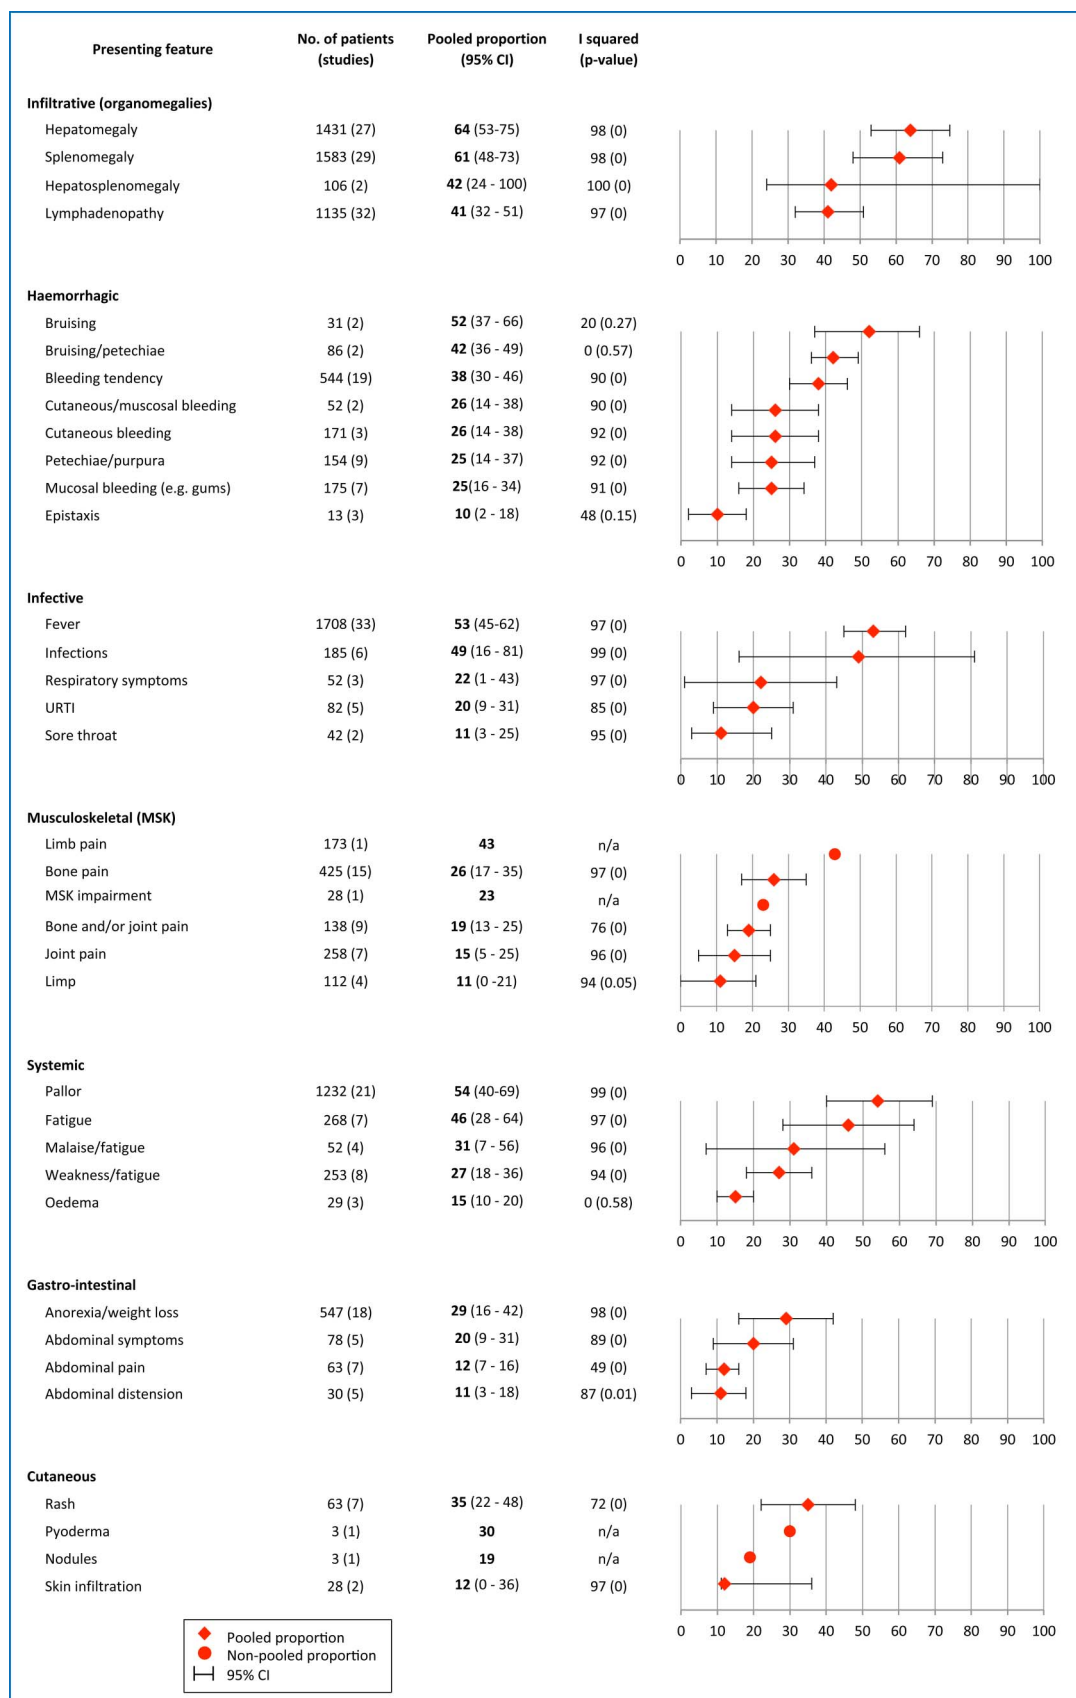 Presenting feature No. of patients (studies) Pooled proportion (95% CI) I squared (p-value)
Infiltrative (organomegalies)
Hepatomegaly 1431 (27) 64 (53-75) 98 (0)
Splenomegaly 1583 (29) 61 (48-73) 98 (0)
Hepatosplenomegaly 106 (2) 42 (24 - 100) 100 (0)
Lymphadenopathy 1135 (32) 41 (32 - 51) 97 (0)
0 10 20 30 40 50 60 70 80 90 100
Haemorrhagic
Bruising 31 (2) 52 (37 - 66) 20 (0.27)
Bruising/petechiae 86 (2) 42 (36 - 49) 0 (0.57)
Bleeding tendency 544 (19) 38 (30 - 46) 90 (0)
Cutaneous/muscosal bleeding 52 (2) 26 (14 - 38) 90 (0)
Cutaneous bleeding 171 (3) 26 (14 - 38) 92 (0)
Petechiae/purpura 154 (9) 25 (14 - 37) 92 (0)
Mucosal bleeding (e.g. gums) 175 (7) 25(16 - 34) 91 (0)
Epistaxis 13 (3) 10 (2 - 18) 48 (0.15)
0 10 20 30 40 50 60 70 80 90 100
Infective
Fever 1708 (33) 53 (45-62) 97 (0)
Infections 185 (6) 49 (16 - 81) 99 (0)
Respiratory symptoms 52 (3) 22 (1 - 43) 97 (0)
URTI 82 (5) 20 (9 - 31) 85 (0)
Sore throat 42 (2) 11 (3 - 25) 95 (0)
0 10 20 30 40 50 60 70 80 90 100
Musculoskeletal (MSK)
Limb pain 173 (1) 43 n/a
Bone pain 425 (15) 26 (17 - 35) 97 (0)
MSK impairment 28 (1) 23 n/a
Bone and/or joint pain 138 (9) 19 (13 - 25) 76 (0)
Joint pain 258 (7) 15 (5 - 25) 96 (0)
Limp 112 (4) 11 (0 -21) 94 (0.05)
0 10 20 30 40 50 60 70 80 90 100
Systemic
Pallor 1232 (21) 54 (40-69) 99 (0)
Fatigue 268 (7) 46 (28 - 64) 97 (0)
Malaise/fatigue 52 (4) 31 (7 - 56) 96 (0)
Weakness/fatigue 253 (8) 27 (18 - 36) 94 (0)
Oedema 29 (3) 15 (10 - 20) 0 (0.58)
0 10 20 30 40 50 60 70 80 90 100
Gastro-intestinal
Anorexia/weight loss 547 (18) 29 (16 - 42) 98 (0)
Abdominal symptoms 78 (5) 20 (9 - 31) 89 (0)
Abdominal pain 63 (7) 12 (7 - 16) 49 (0)
Abdominal distension 30 (5) 11 (3 - 18) 87 (0.01)
0 10 20 30 40 50 60 70 80 90 100
Cutaneous
Rash 63 (7) 35 (22 - 48) 72 (0)
Pyoderma 3 (1) 30 n/a
Nodules 3 (1) 19 n/a
Skin infiltration 28 (2) 12 (0 - 36) 97 (0)
0 10 20 30 40 50 60 70 80 90 100
Pooled proportion
Non-pooled proportion
95% CI